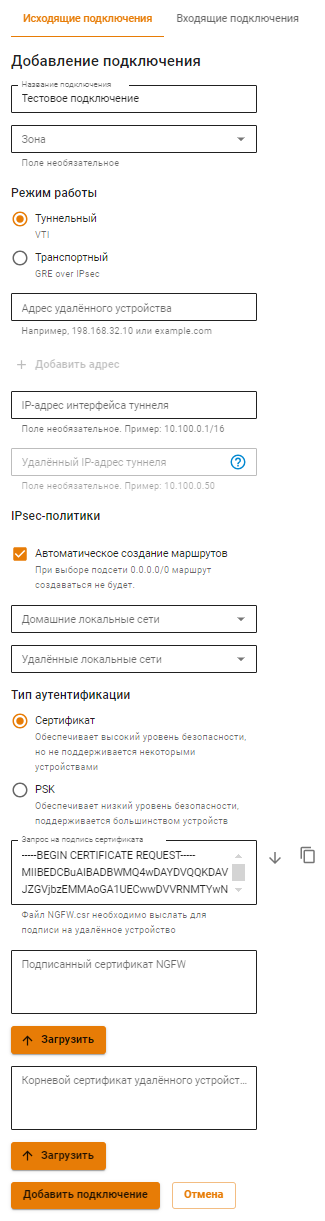 Исходящие подключения Входящие подключения
Добавление подключения
Название подключения
Тестовое подключение
Зона
Поле необязательное
Режим работы
Туннельный
VTI
Транспортный
GRE over IPsec
Адрес удалённого устройства
Например, 198.168.32.10 или example.com
+ Добавить адрес
IP-адрес интерфейса туннеля
Поле необязательное. Пример: 10.100.0.1/16
Удалённый IP-адрес туннеля
Поле необязательное. Пример: 10.100.0.50
IPsec-политики
Автоматическое создание маршрутов
При выборе подсети 0.0.0.0/0 маршрут
создаваться не будет.
Домашние локальные сети
Удалённые локальные сети
Тип аутентификации
Сертификат
Обеспечивает высокий уровень безопасности,
но не поддерживается некоторыми
устройствами
PSK
Обеспечивает низкий уровень безопасности,
поддерживается большинством устройств
Запрос на подпись сертификата
-----BEGIN CERTIFICATE REQUEST-----
MIIBEDCBuAIBADBWMQ4wDAYDVQQKDAV
JZGVjbzEMMAoGA1UECwwDVVRNMTYwN
Файл NGFW.csr необходимо выслать для
подписи на удалённое устройство
Подписанный сертификат NGFW
Загрузить
Корневой сертификат удалённого устройст...
Загрузить
Добавить подключение Отмена